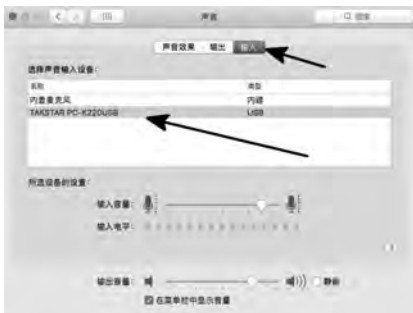 声音
搜索
声音效果 输出 输入
选择声音输入设备：
名称 类型
内置麦克风 内建
TAKSTAR PC-K220USB USB
所选设备的设置：
输入音量：
输入电平：
输出音量： 静音
在菜单栏中显示音量